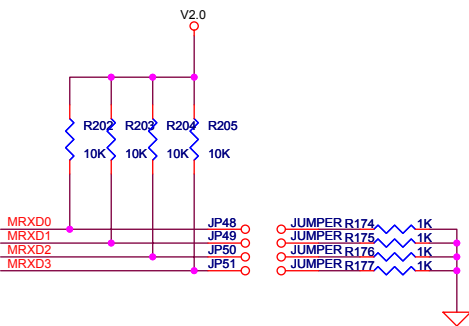 V2.0
R202 R203 R204 R205
10K 10K 10K 10K
MRXD0 JP48 JUMPER R174 1K
MRXD1 JP49 JUMPER R175 1K
MRXD2 JP50 JUMPER R176 1K
MRXD3 JP51 JUMPER R177 1K